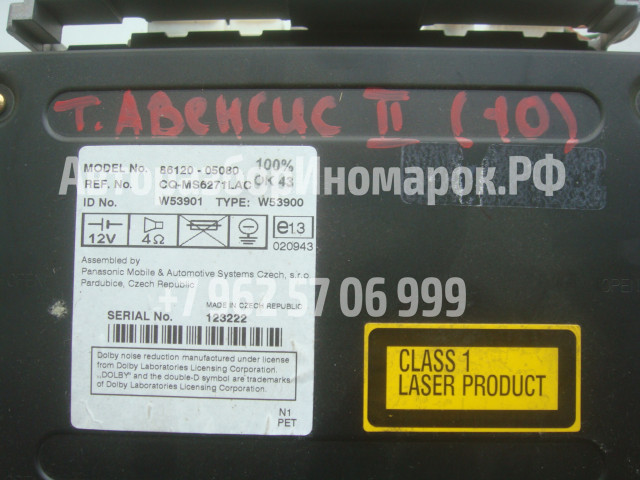 Т. АВЕНСИС II (10)
MODEL No. 86120 - 05080 100%
REF. No. CQ-MS6271LAC OK 43
АвторазборИномарок.РФ
ID No. W53901 TYPE: W53900
12V 4Ω e13
020943
Assembled by
Panasonic Mobile & Automotive Systems Czech, s.r.o
Pardubice, Czech Republic
+7 962 57 06 999
MADE IN CZECH REPUBLIC
SERIAL No. 123222
Dolby noise reduction manufactured under license
from Dolby Laboratories Licensing Corporation.
„DOLBY" and the double-D symbol are trademarks
of Dolby Laboratories Licensing Corporation.
N1
PET
CLASS 1
LASER PRODUCT